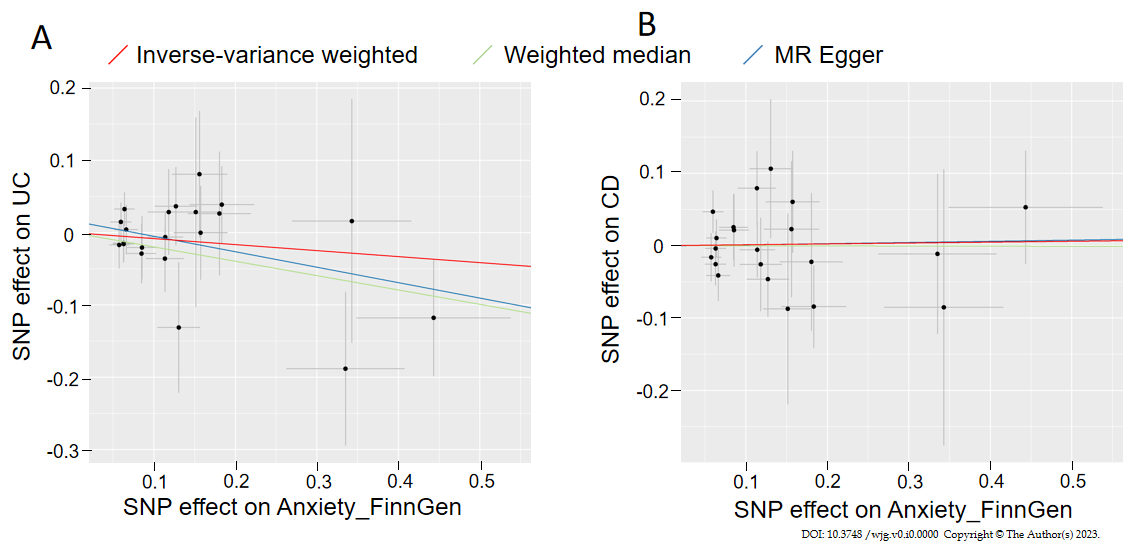 A
B
Inverse-variance weighted
Weighted median
MR Egger
0.2
0.1
0
-0.1
-0.2
-0.3
SNP effect on UC
0.1
0.2
0.3
0.4
0.5
SNP effect on Anxiety_FinnGen
0.2
0.1
0
-0.1
-0.2
SNP effect on CD
0.1
0.2
0.3
0.4
0.5
SNP effect on Anxiety_FinnGen
DOI: 10.3748 /wjg.v0.i0.0000 Copyright © The Author(s) 2023.